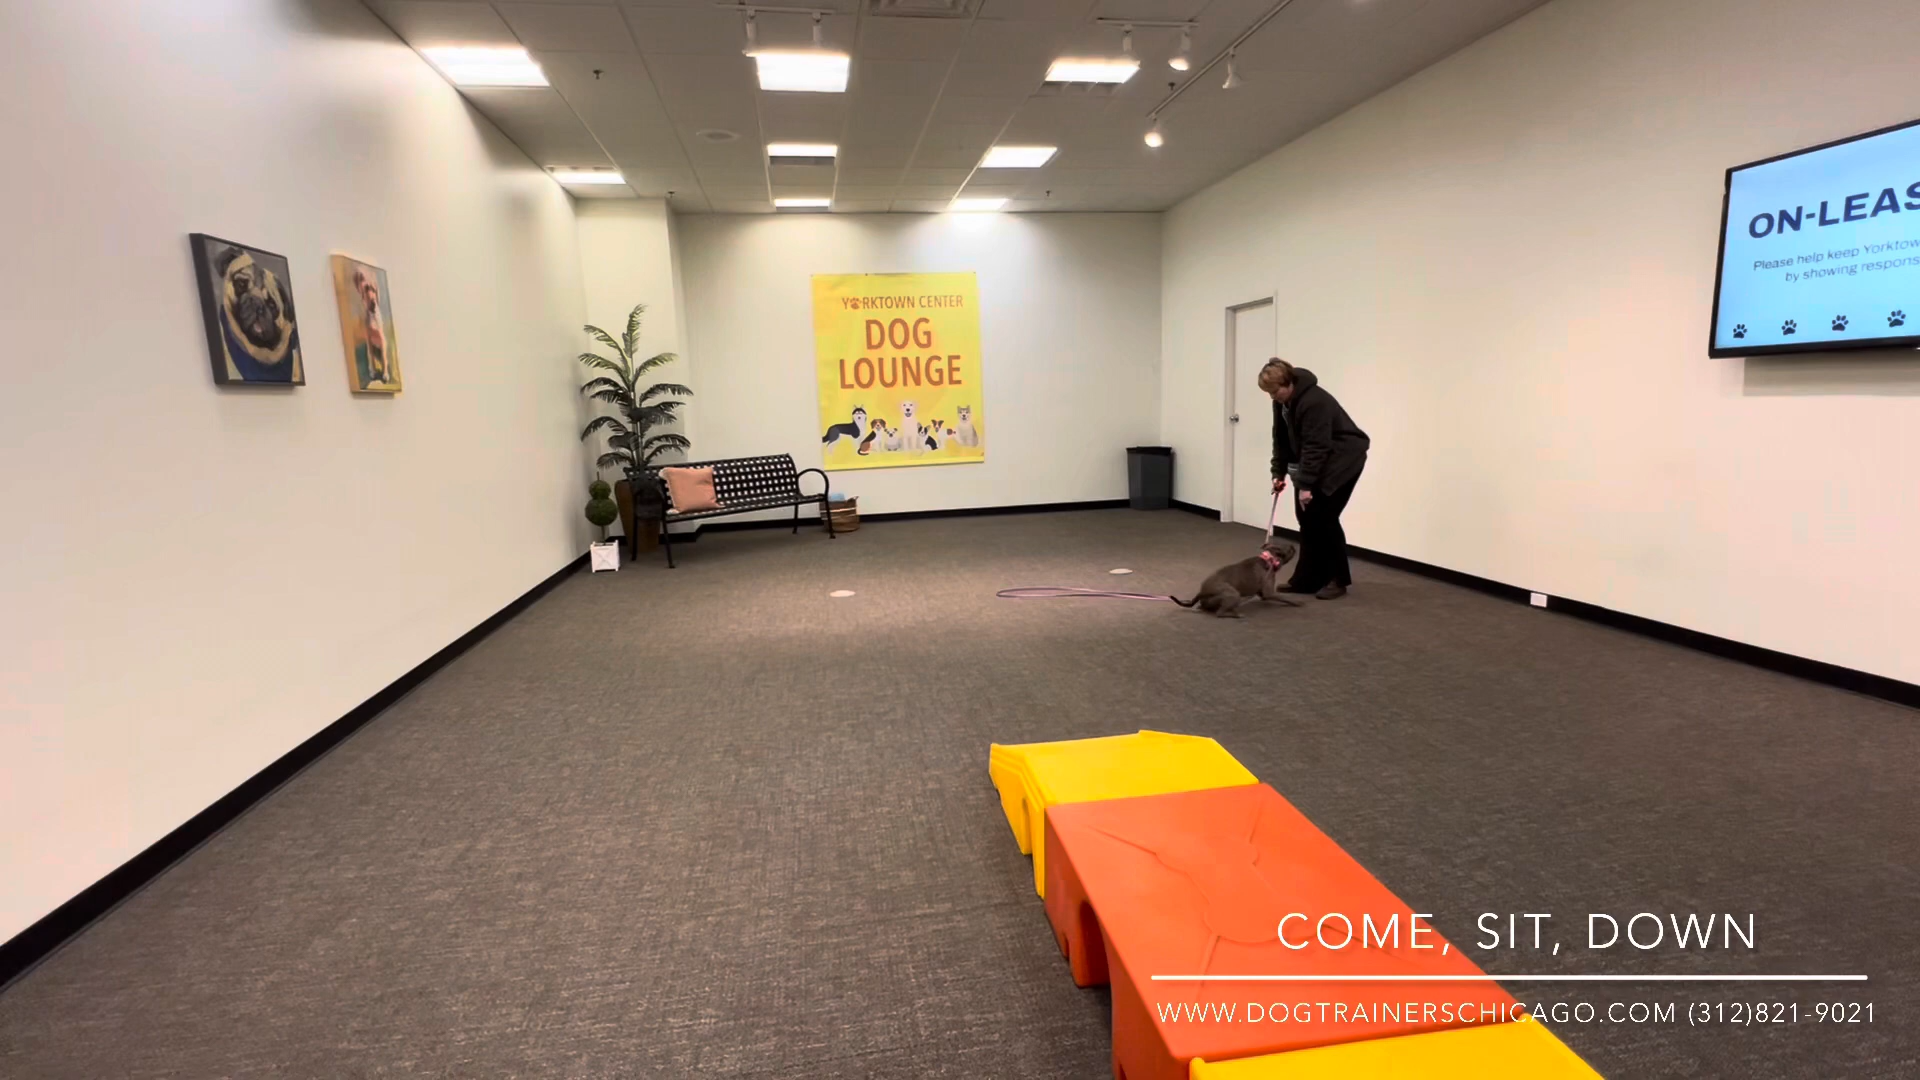 YORKTOWN CENTER
DOG
LOUNGE
ON-LEAS
Please help keep Yorktow
by showing respons
COME, SIT, DOWN
WWW.DOGTRAINERSCHICAGO.COM (312)821-9021